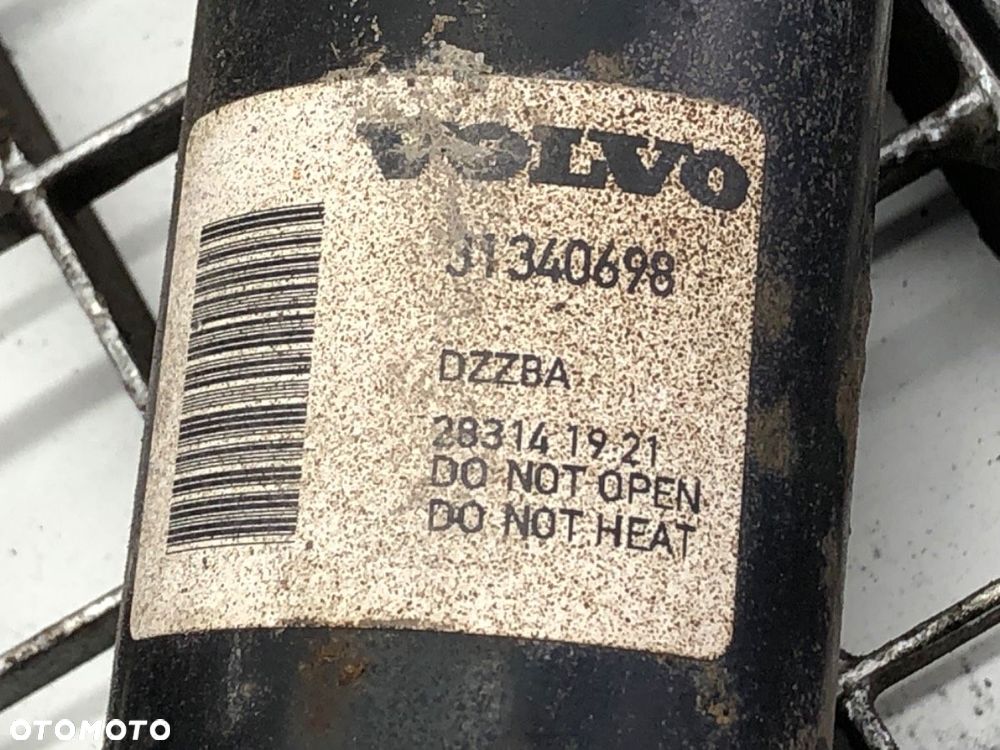 VOLVO
31340698
DZZBA
28314 19:21
DO NOT OPEN
DO NOT HEAT
OTOMOTO